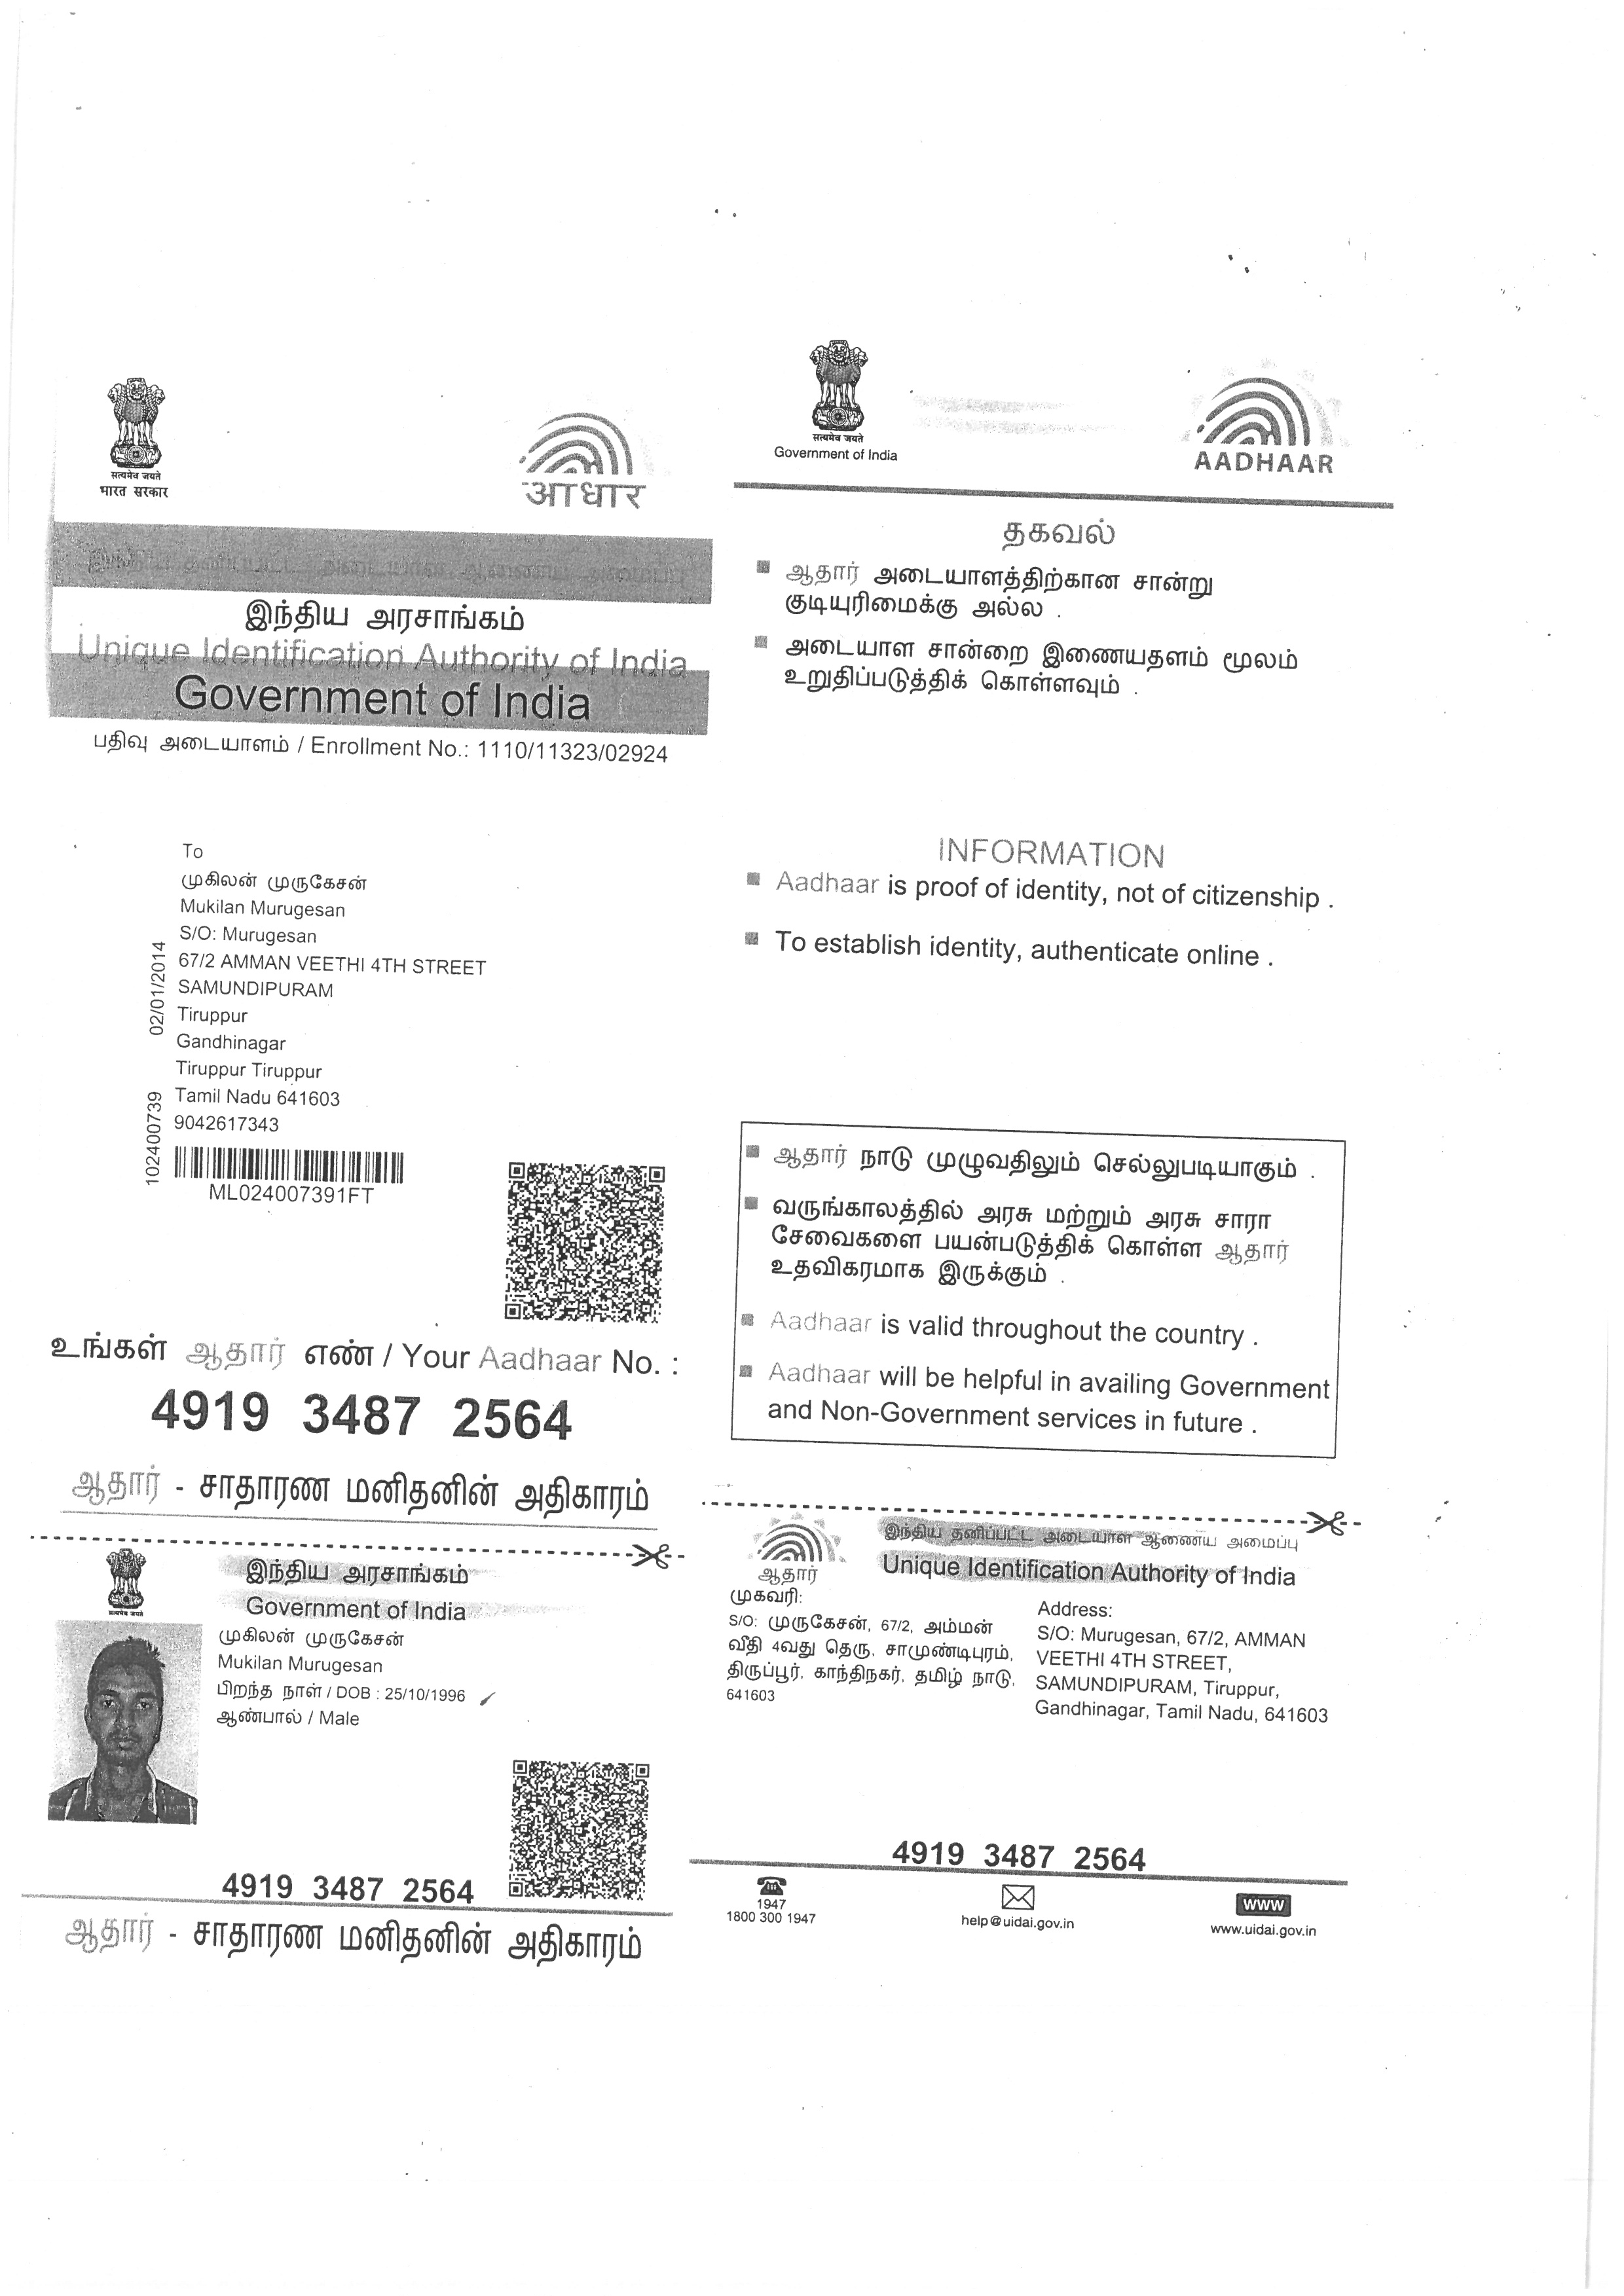 सत्यमेव जयते
भारत सरकार
आधार
இந்திய தனிப்பட்ட அடையாள ஆணைய அமைப்பு
இந்திய அரசாங்கம்
Unique Identification Authority of India
Government of India
பதிவு அடையாளம் / Enrollment No.: 1110/11323/02924
To
முகிலன் முருகேசன்
Mukilan Murugesan
S/O: Murugesan
67/2 AMMAN VEETHI 4TH STREET
SAMUNDIPURAM
Tiruppur
Gandhinagar
Tiruppur Tiruppur
Tamil Nadu 641603
9042617343
02/01/2014
102400739
ML024007391FT
உங்கள் ஆதார் எண் / Your Aadhaar No. :
4919 3487 2564
ஆதார் - சாதாரண மனிதனின் அதிகாரம்
सत्यमेव जयते
Government of India
AADHAAR
தகவல்
ஆதார் அடையாளத்திற்கான சான்று
குடியுரிமைக்கு அல்ல .
அடையாள சான்றை இணையதளம் மூலம்
உறுதிப்படுத்திக் கொள்ளவும் .
INFORMATION
Aadhaar is proof of identity, not of citizenship .
To establish identity, authenticate online .
ஆதார் நாடு முழுவதிலும் செல்லுபடியாகும் .
வருங்காலத்தில் அரசு மற்றும் அரசு சாரா
சேவைகளை பயன்படுத்திக் கொள்ள ஆதார்
உதவிகரமாக இருக்கும் .
Aadhaar is valid throughout the country .
Aadhaar will be helpful in availing Government
and Non-Government services in future .
सत्यमेव जयते
இந்திய அரசாங்கம்
Government of India
முகிலன் முருகேசன்
Mukilan Murugesan
பிறந்த நாள் / DOB : 25/10/1996
ஆண்பால் / Male
4919 3487 2564
ஆதார் - சாதாரண மனிதனின் அதிகாரம்
ஆதார்
இந்திய தனிப்பட்ட அடையாள ஆணைய அமைப்பு
Unique Identification Authority of India
முகவரி:
S/O: முருகேசன், 67/2, அம்மன்
வீதி 4வது தெரு, சாமுண்டிபுரம்,
திருப்பூர், காந்திநகர், தமிழ் நாடு,
641603
Address:
S/O: Murugesan, 67/2, AMMAN
VEETHI 4TH STREET,
SAMUNDIPURAM, Tiruppur,
Gandhinagar, Tamil Nadu, 641603
4919 3487 2564
1947
1800 300 1947
help@uidai.gov.in
www
www.uidai.gov.in